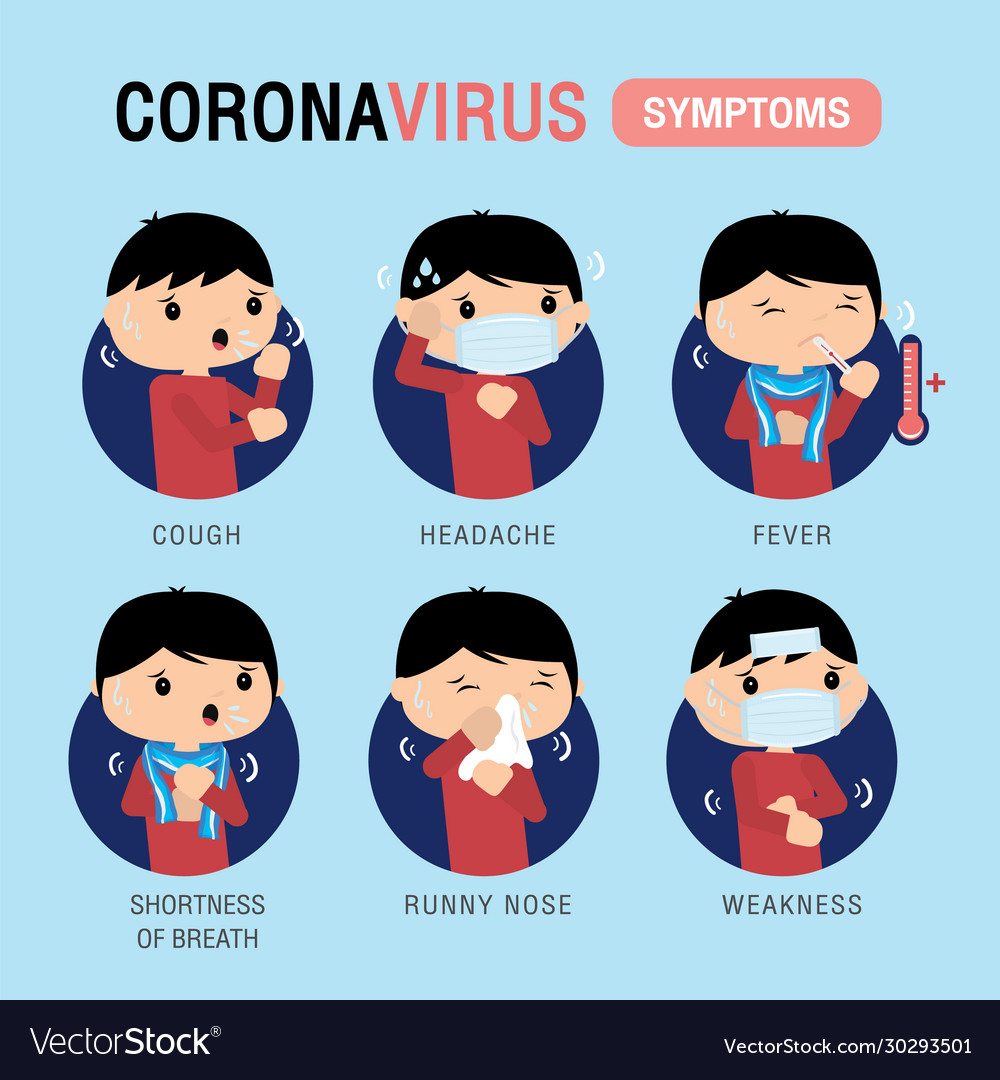 CORONAVIRUS SYMPTOMS
COUGH HEADACHE FEVER
SHORTNESS OF BREATH RUNNY NOSE WEAKNESS
VectorStock® VectorStock.com/30293501